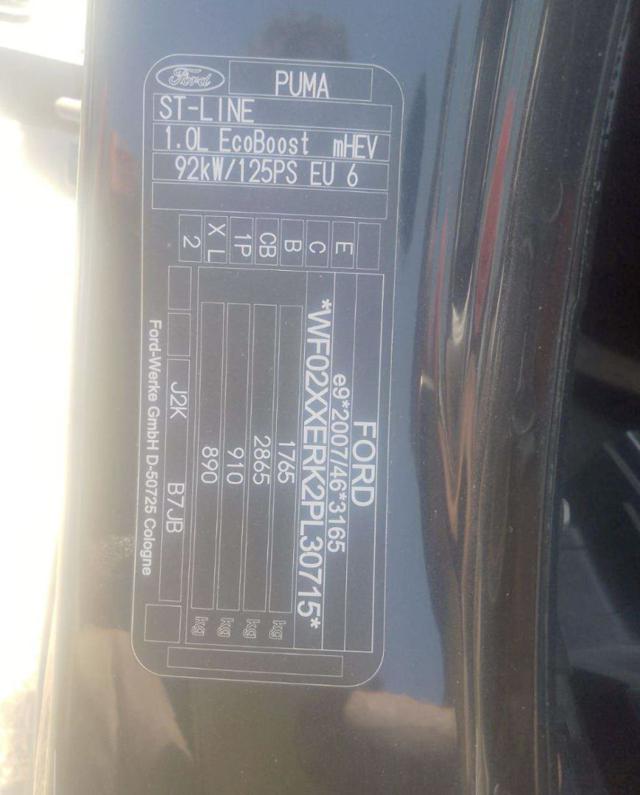 Ford PUMA
ST-LINE
1.0L EcoBoost mHEV
92kW/125PS EU 6
2 XL 1P CB B C E
FORD
e9*2007/46*3165
*WF02XXERK2PL30715*
1765 kg
2865 kg
910 kg
890 kg
J2K B7JB
Ford-Werke GmbH D-50725 Cologne